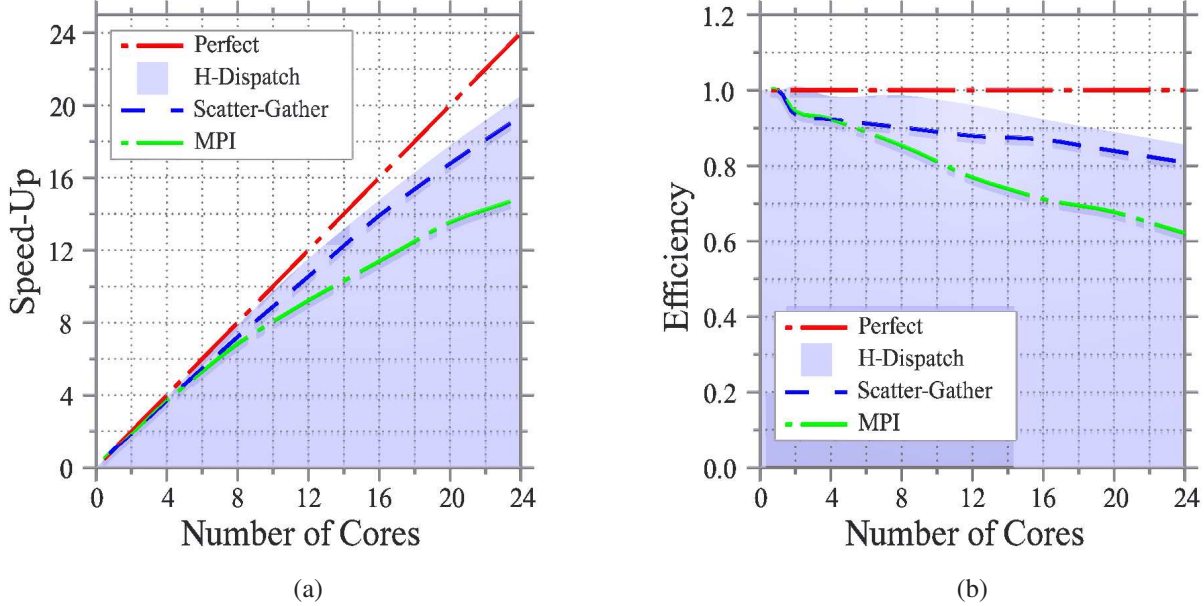 24
20
16
12
8
4
0
Speed-Up
Perfect
H-Dispatch
Scatter-Gather
MPI
0 4 8 12 16 20 24
Number of Cores
(a)
1.2
1.0
0.8
0.6
0.4
0.2
0.0
Efficiency
Perfect
H-Dispatch
Scatter-Gather
MPI
0 4 8 12 16 20 24
Number of Cores
(b)